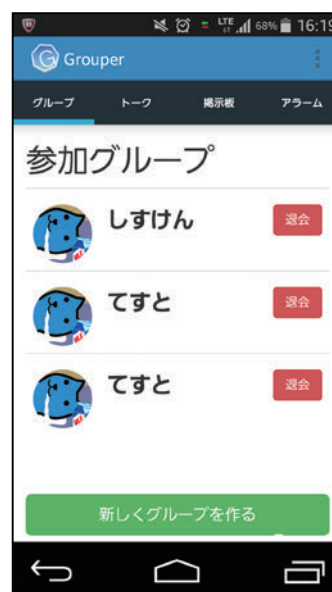 LTE 68% 16:19
Grouper
グループ トーク 掲示板 アラーム
参加グループ
しすけん 退会
てすと 退会
てすと 退会
新しくグループを作る